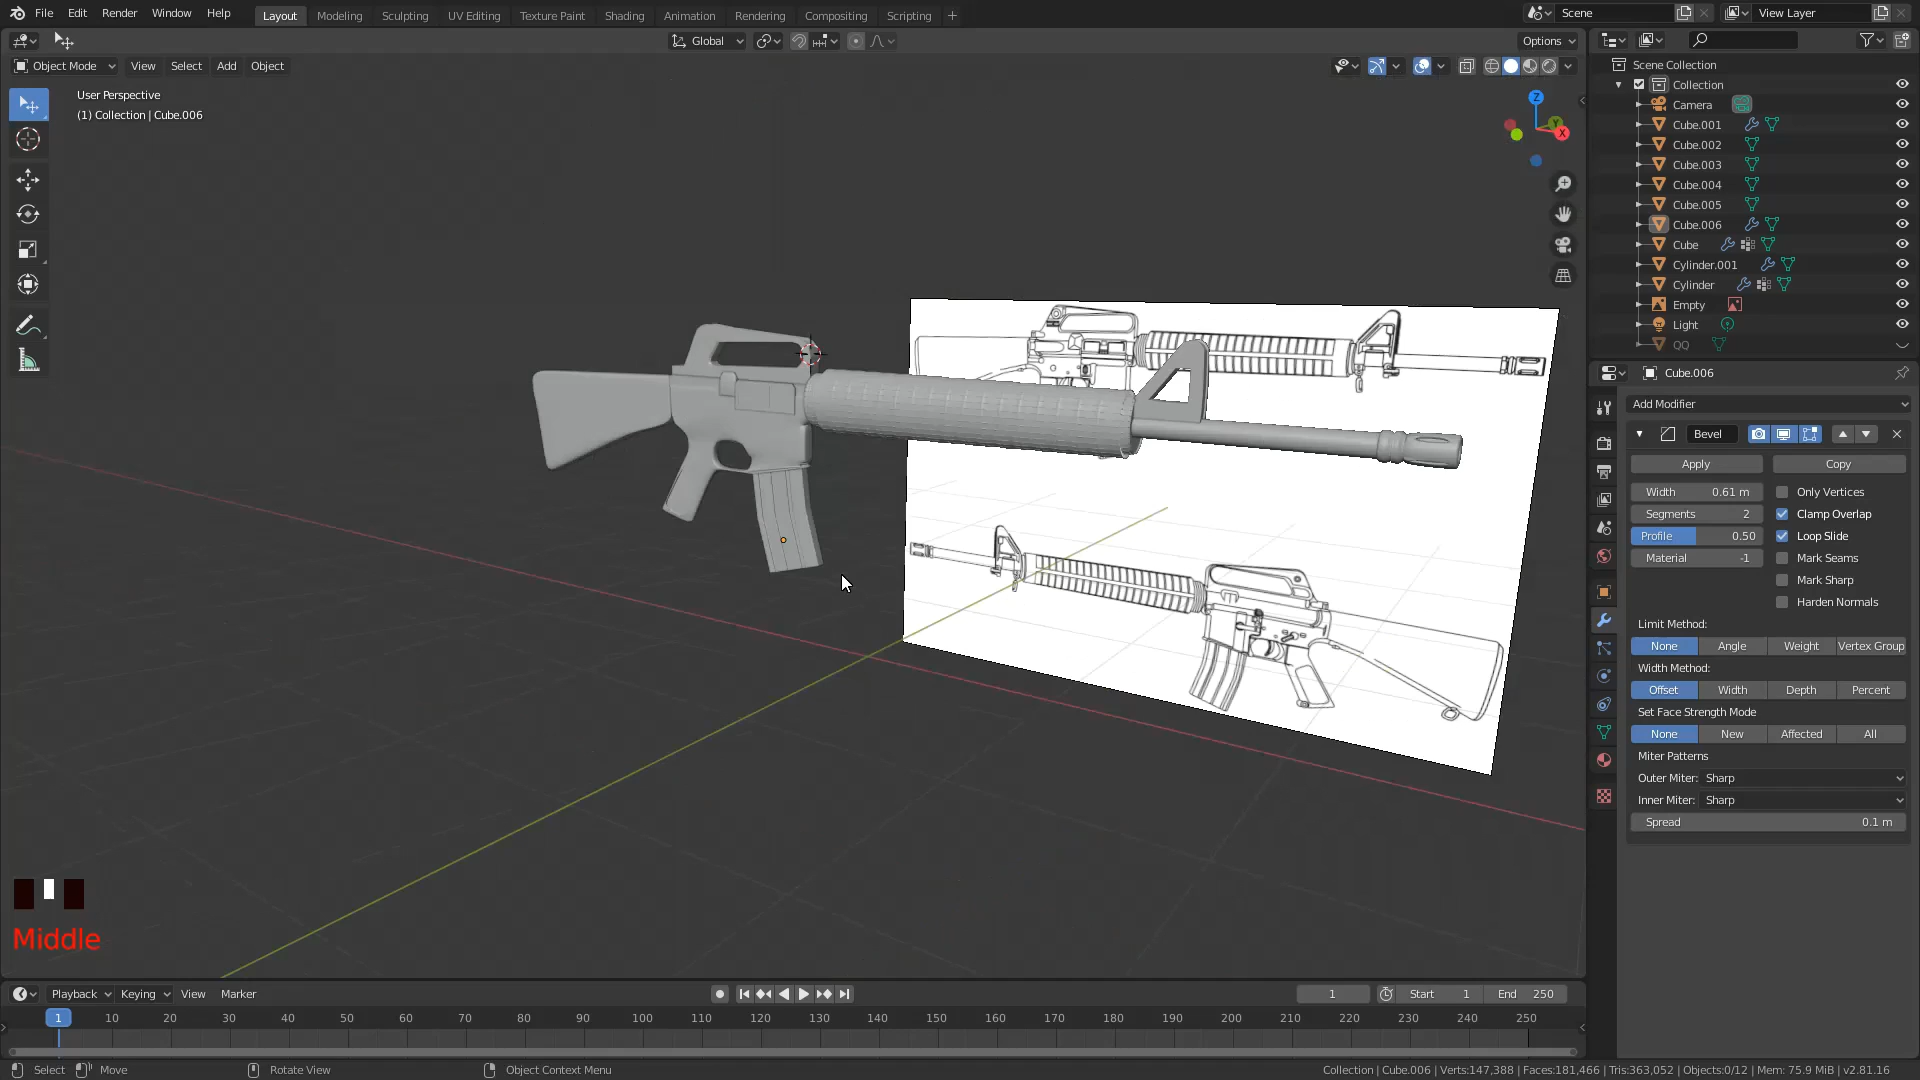 File Edit Render Window Help Layout Modeling Sculpting UV Editing Texture Paint Shading Animation Rendering Compositing Scripting + Scene View Layer
Global Options
Object Mode View Select Add Object
User Perspective
(1) Collection | Cube.006
Z
Y
X
Scene Collection
Collection
Camera
Cube.001
Cube.002
Cube.003
Cube.004
Cube.005
Cube.006
Cube
Cylinder.001
Cylinder
Empty
Light
QQ
Cube.006
Add Modifier
Bevel
Apply Copy
Width 0.61 m Only Vertices
Segments 2 Clamp Overlap
Profile 0.50 Loop Slide
Material -1 Mark Seams
Mark Sharp
Harden Normals
Limit Method:
None Angle Weight Vertex Group
Width Method:
Offset Width Depth Percent
Set Face Strength Mode
None New Affected All
Miter Patterns
Outer Miter: Sharp
Inner Miter: Sharp
Spread 0.1 m
Middle
Playback Keying View Marker 1 Start 1 End 250
1 10 20 30 40 50 60 70 80 90 100 110 120 130 140 150 160 170 180 190 200 210 220 230 240 250
Select Move Rotate View Object Context Menu Collection | Cube.006 | Verts:147,388 | Faces:181,466 | Tris:363,052 | Objects:0/12 | Mem: 75.9 MiB | v2.81.16